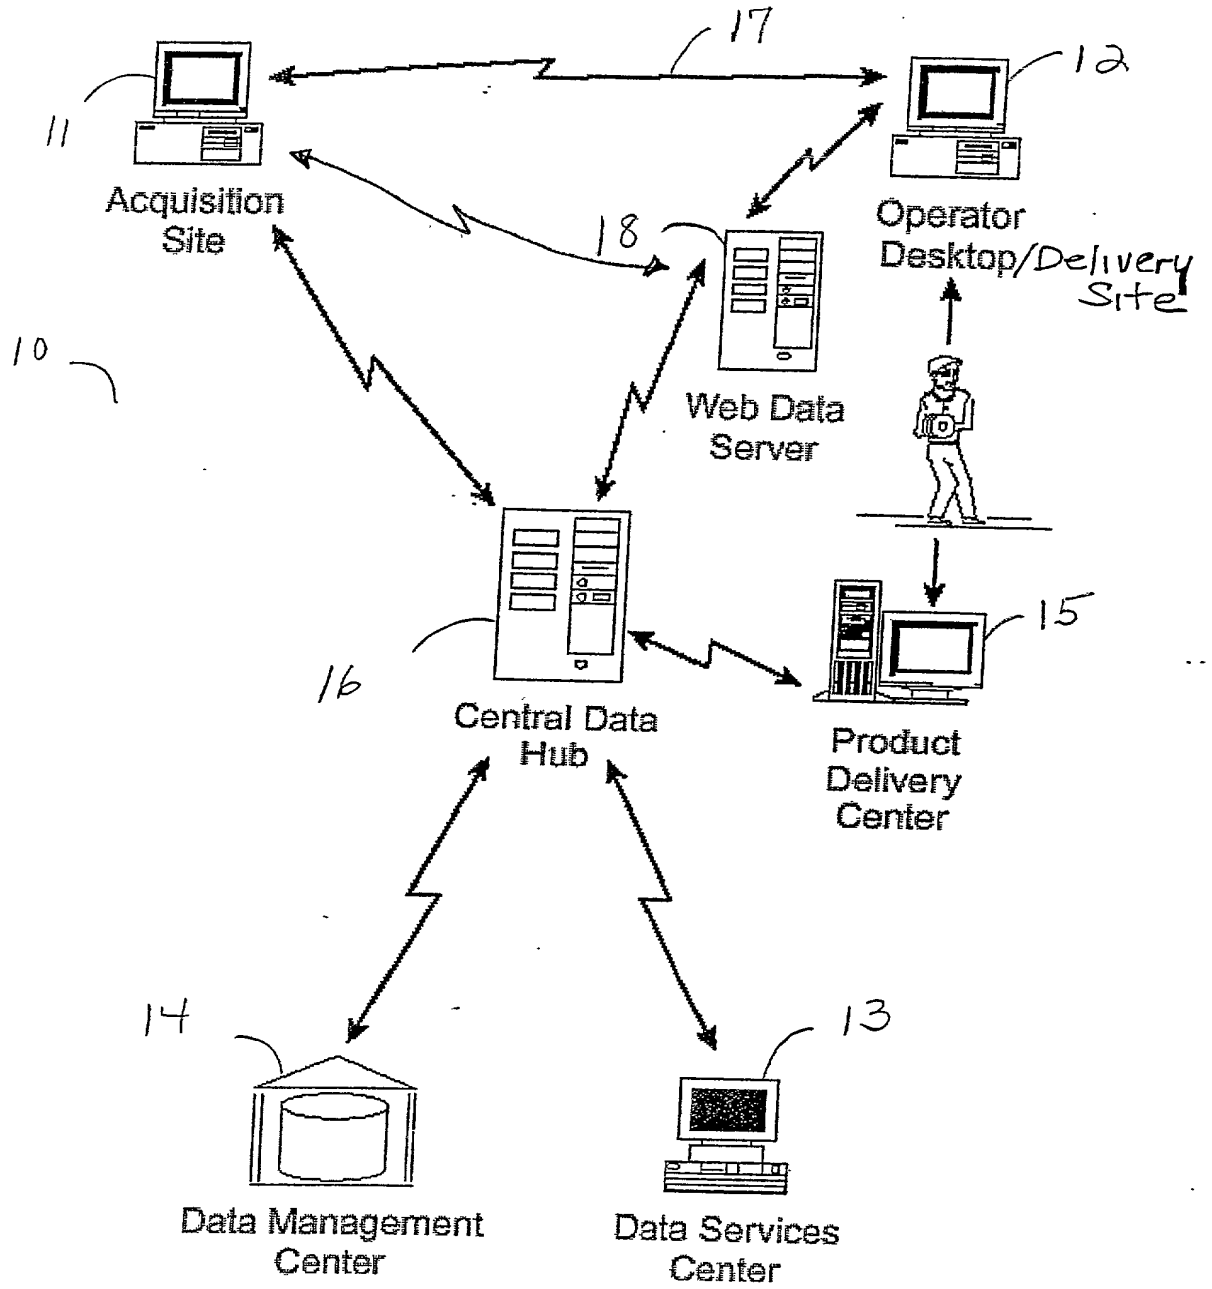 17
12
11
Acquisition
Site
18
Operator
Desktop/Delivery
Site
10
Web Data
Server
15
16
Central Data
Hub
Product
Delivery
Center
14
13
Data Management
Center
Data Services
Center